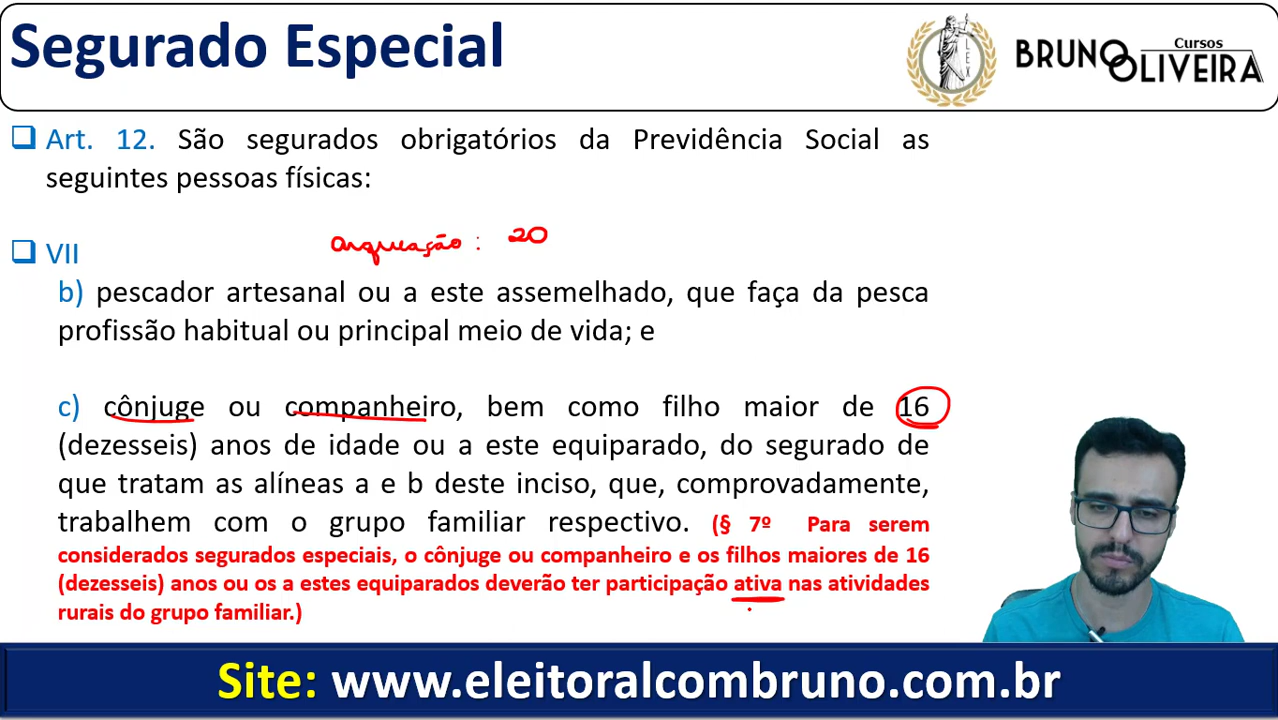 Segurado Especial
Cursos
BRUNO
OLIVEIRA
LEX
Art. 12. São segurados obrigatórios da Previdência Social as
seguintes pessoas físicas:
arqueação: 20
VII
b) pescador artesanal ou a este assemelhado, que faça da pesca
profissão habitual ou principal meio de vida; e
c) cônjuge ou companheiro, bem como filho maior de 16
(dezesseis) anos de idade ou a este equiparado, do segurado de
que tratam as alíneas a e b deste inciso, que, comprovadamente,
trabalhem com o grupo familiar respectivo. (§ 7º Para serem
considerados segurados especiais, o cônjuge ou companheiro e os filhos maiores de 16
(dezesseis) anos ou os a estes equiparados deverão ter participação ativa nas atividades
rurais do grupo familiar.)
Site: www.eleitoralcombruno.com.br